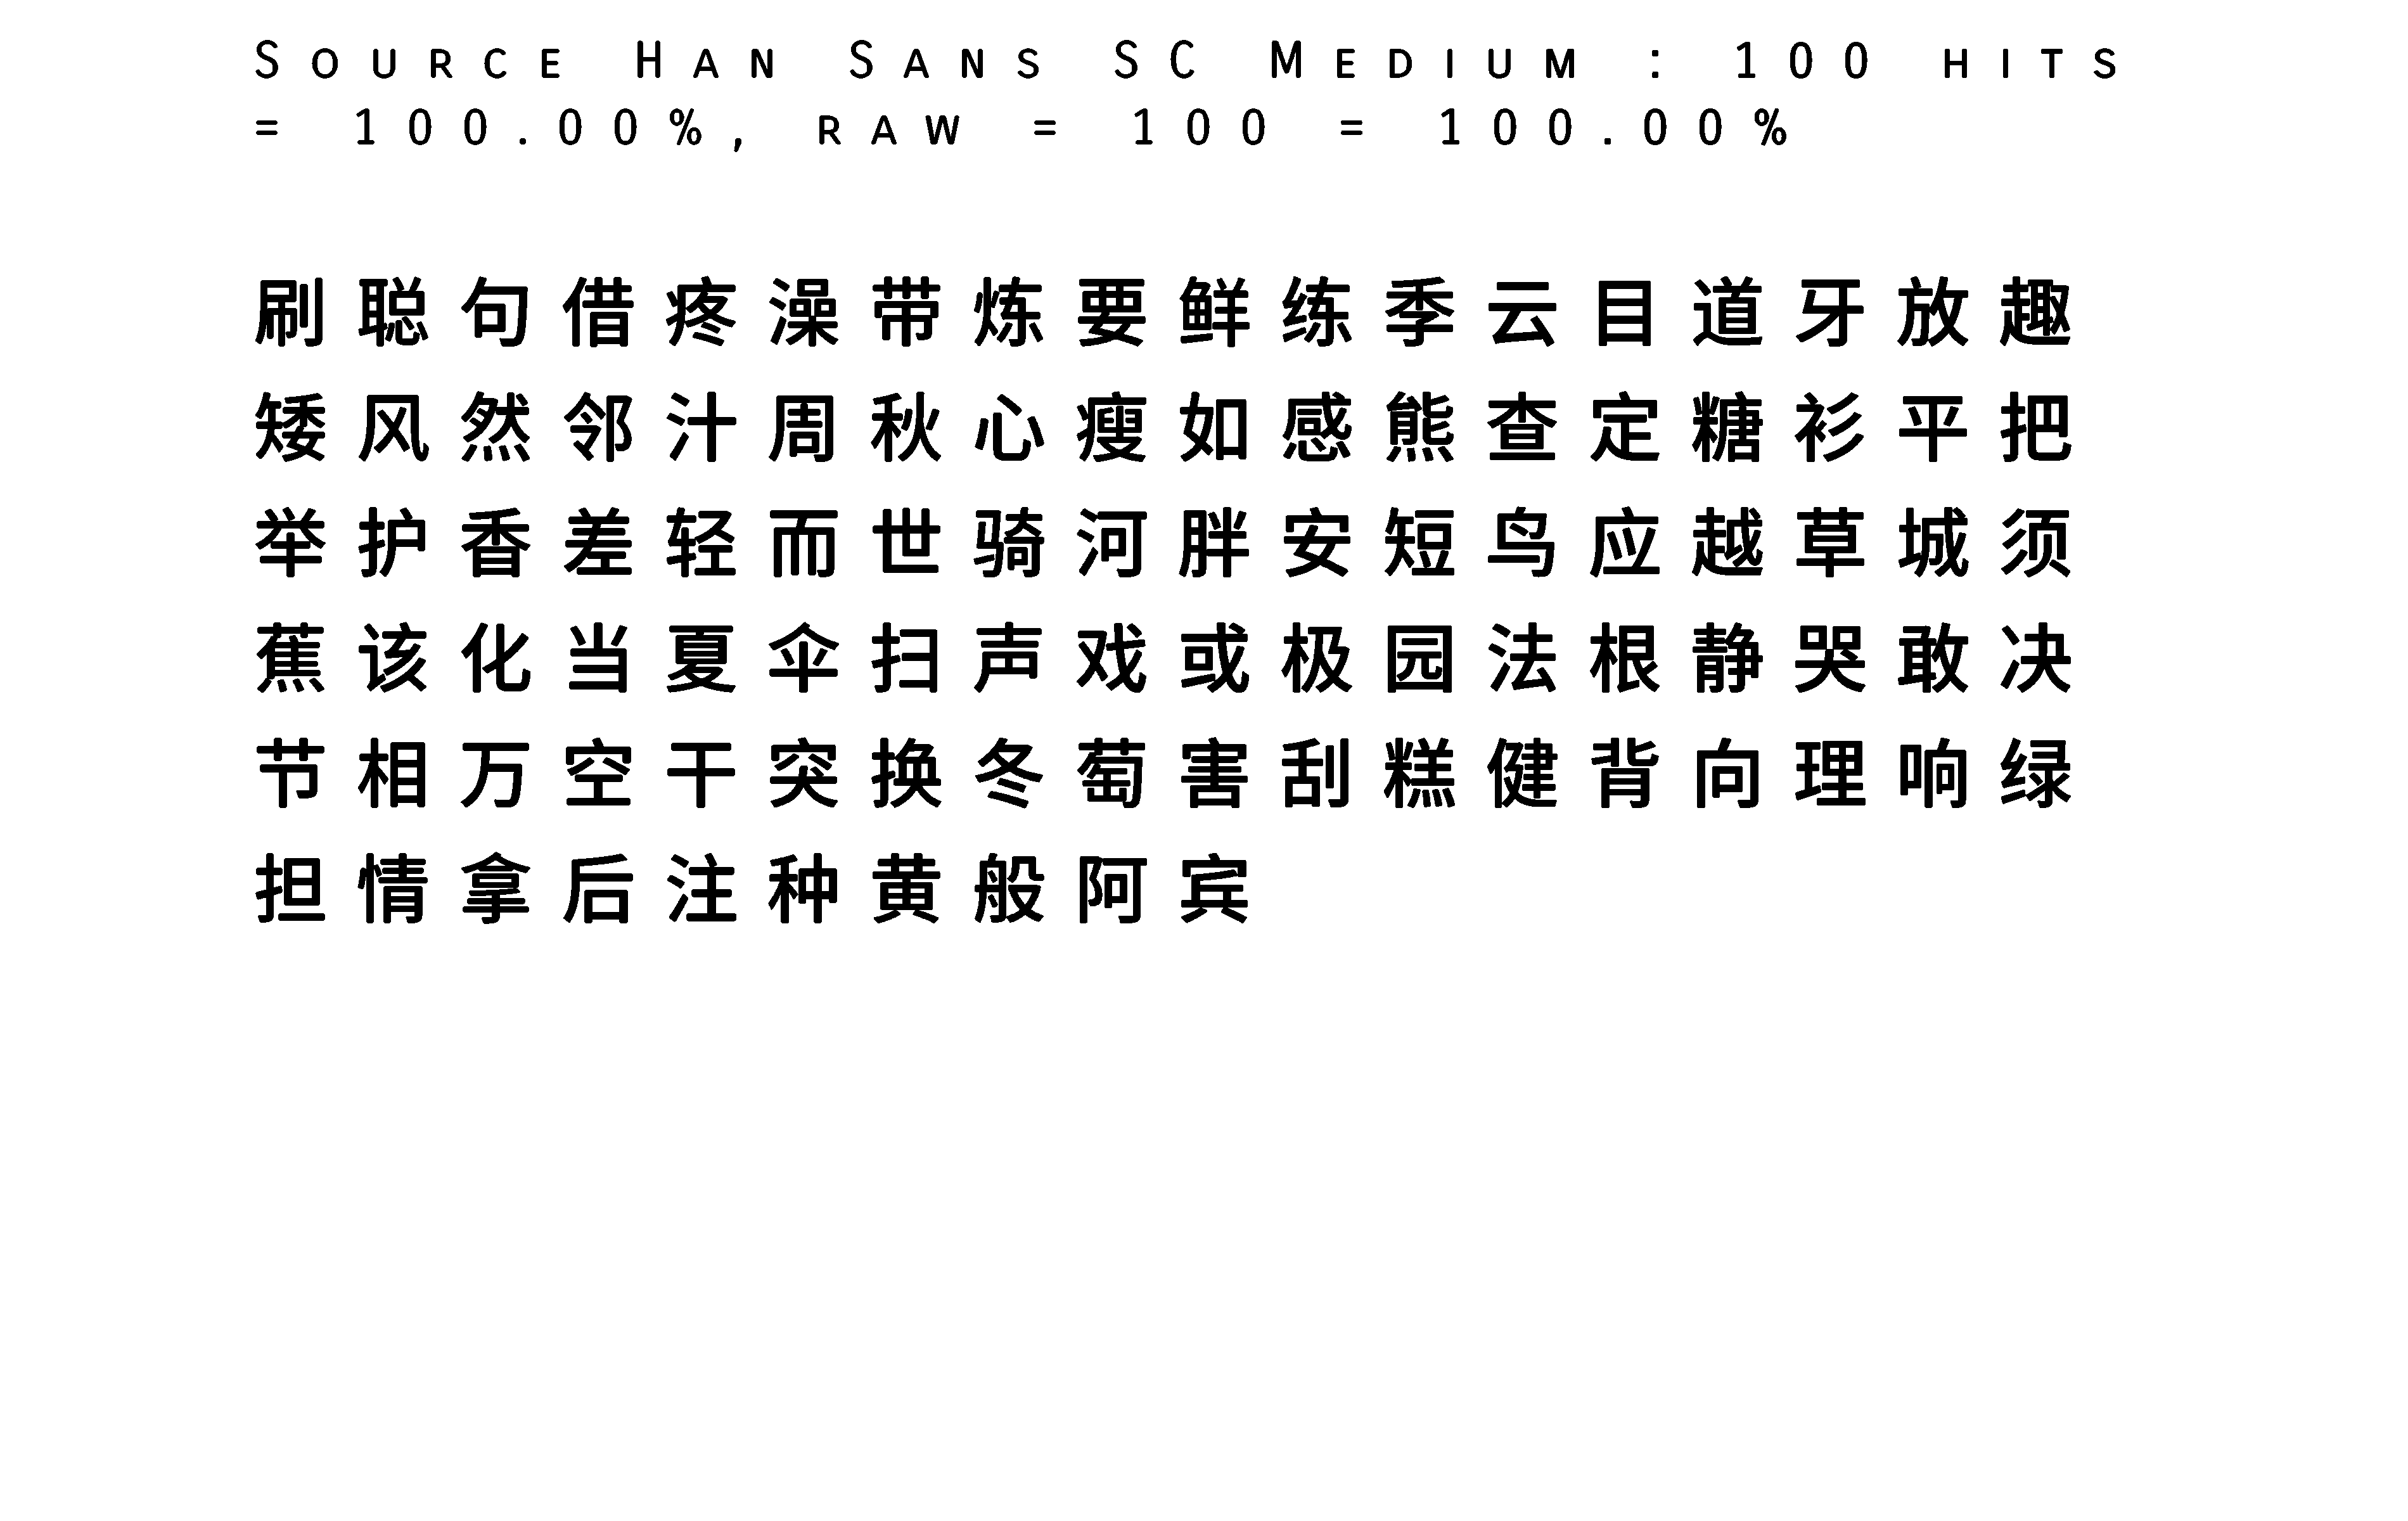 Source Han Sans SC Medium : 100 hits
= 100.00%, raw = 100 = 100.00%
刷聪句借疼澡带炼要鲜练季云目道牙放趣
矮风然邻汁周秋心瘦如感熊查定糖衫平把
举护香差轻而世骑河胖安短鸟应越草城须
蕉该化当夏伞扫声戏或极园法根静哭敢决
节相万空干突换冬萄害刮糕健背向理响绿
担情拿后注种黄般阿宾